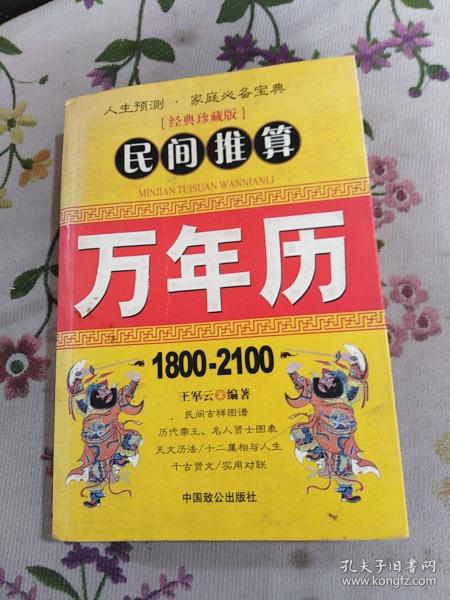 人生预测·家庭必备宝典
[经典珍藏版]
民间推算
MINJIAN TUISUAN WANNIANLI
万年历
1800-2100
王军云◎编著
民间吉祥图谱
历代帝王、名人贤士图表
天文历法/十二属相与人生
千古贤文/实用对联
中国致公出版社
孔夫子旧书网
www.kongfz.com